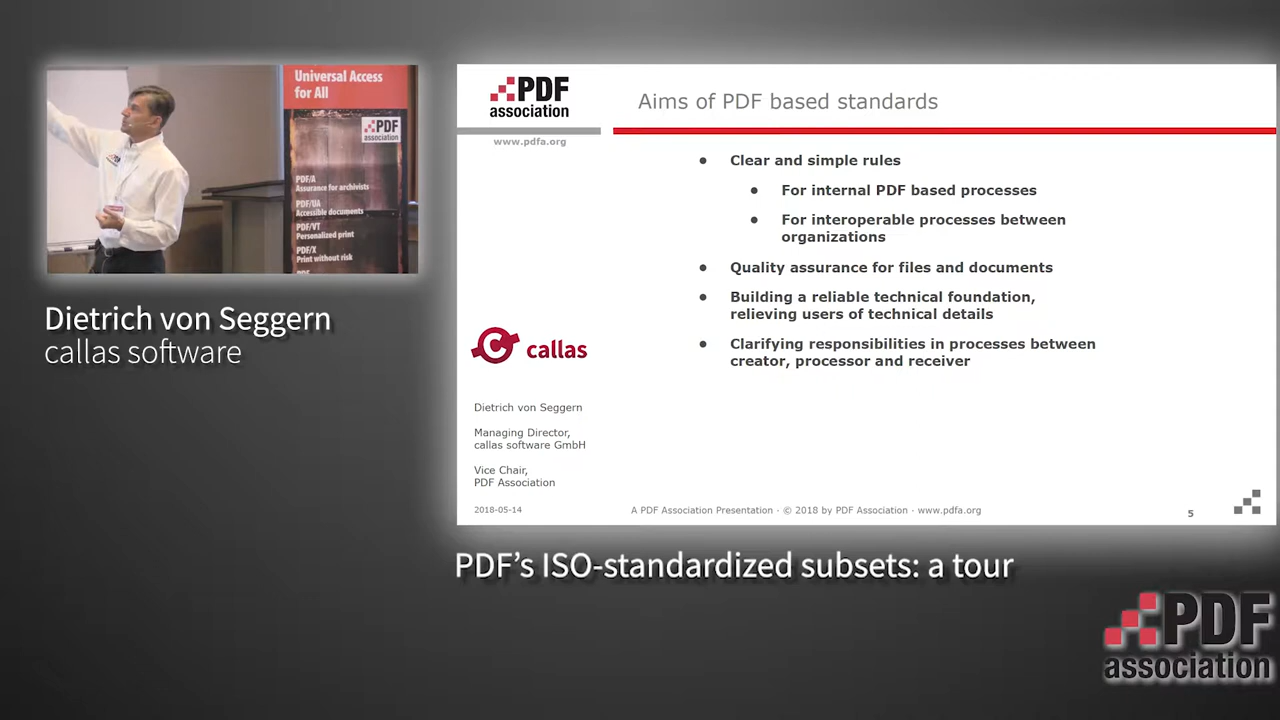 Universal Access
for All
PDF
association
PDF/A
Assurance for archivists
PDF/UA
Accessible documents
PDF/VT
Personalized print
PDF/X
Print without risk
Dietrich von Seggern
callas software
PDF
association
www.pdfa.org
Aims of PDF based standards
• Clear and simple rules
• For internal PDF based processes
• For interoperable processes between
organizations
• Quality assurance for files and documents
• Building a reliable technical foundation,
relieving users of technical details
• Clarifying responsibilities in processes between
creator, processor and receiver
callas
Dietrich von Seggern
Managing Director,
callas software GmbH
Vice Chair,
PDF Association
2018-05-14
A PDF Association Presentation · © 2018 by PDF Association · www.pdfa.org
5
PDF’s ISO-standardized subsets: a tour
PDF
association